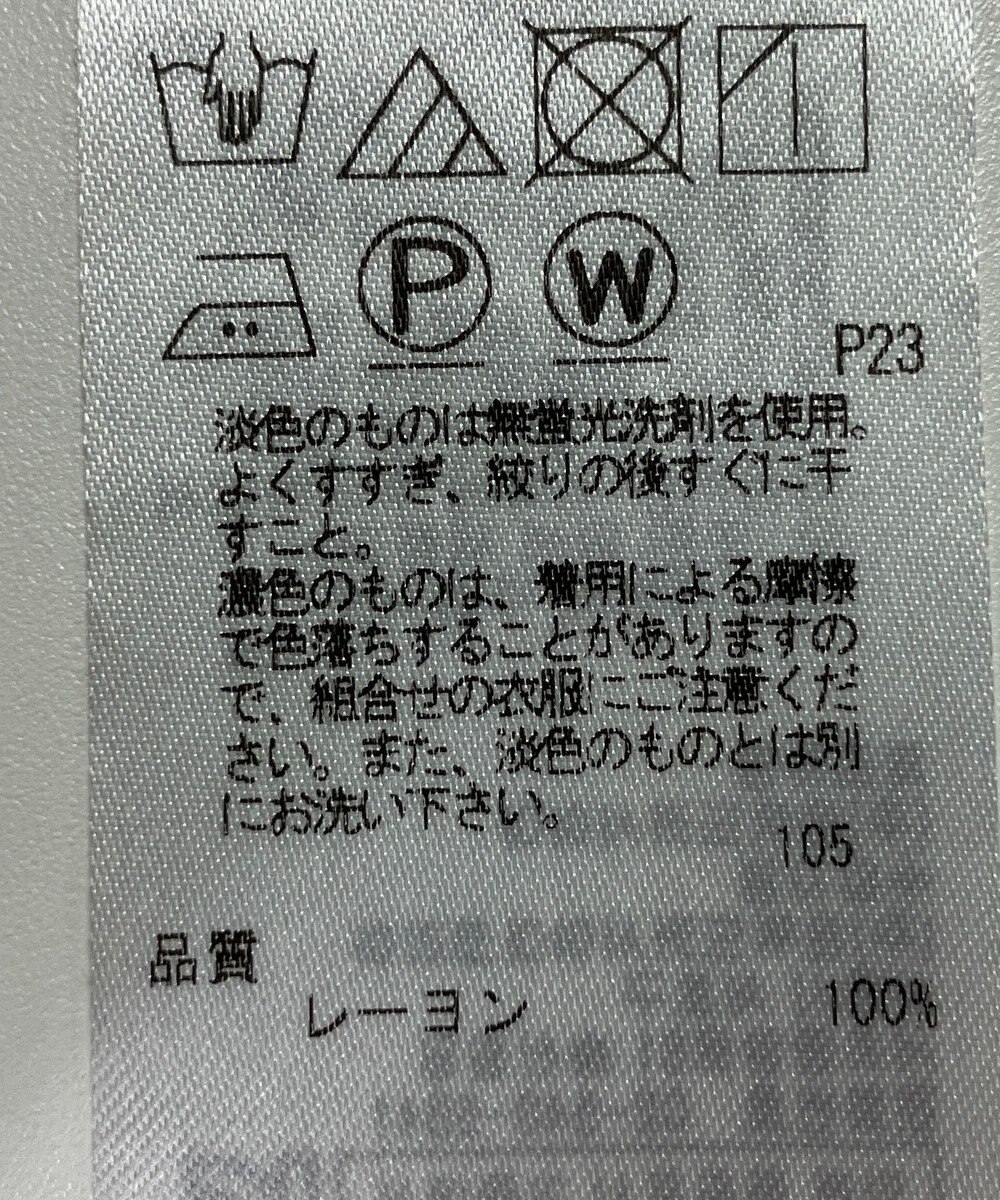 P W
P23
淡色のものは無蛍光洗剤を使用。
よくすすぎ、絞りの後すぐに干
すこと。
濃色のものは、着用による摩擦
で色落ちすることがありますの
で、組合せの衣服にご注意くだ
さい。また、淡色のものとは別
にお洗い下さい。
105
品質
レーヨン 100%